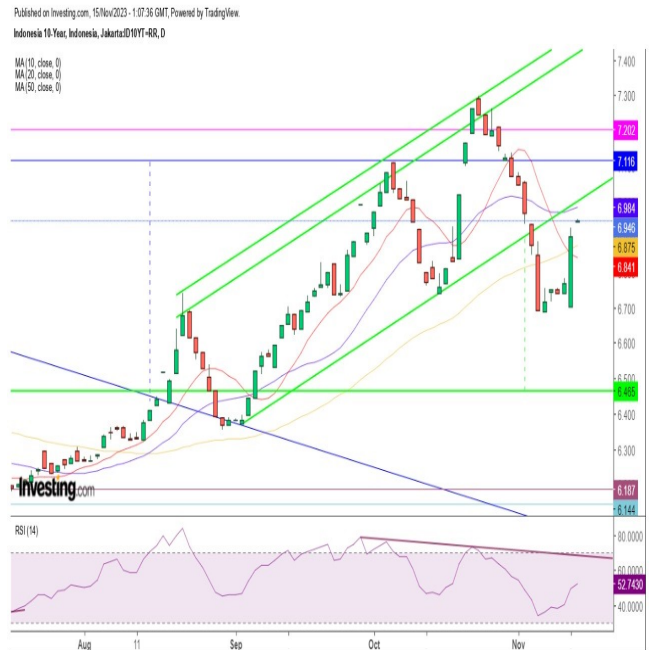 Published on Investing.com, 15/Nov/2023 - 1:07:36 GMT, Powered by TradingView.
Indonesia 10-Year, Indonesia, Jakarta:ID10YT=RR, D
MA (10, close, 0)
MA (20, close, 0)
MA (50, close, 0)
7.400
7.300
7.202
7.116
6.984
6.946
6.875
6.841
6.700
6.600
6.500
6.465
6.400
6.300
6.187
6.144
Investing.com
RSI (14)
80.0000
60.0000
52.7430
40.0000
Aug 11 Sep Oct Nov